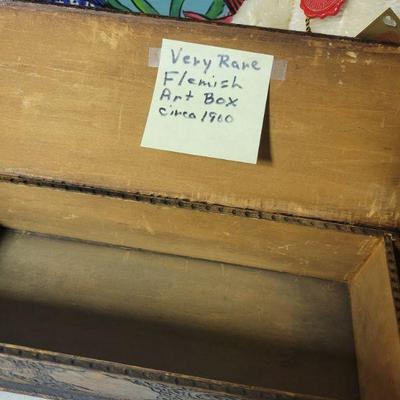 Very Rare
Flemish
Art Box
circa 1900